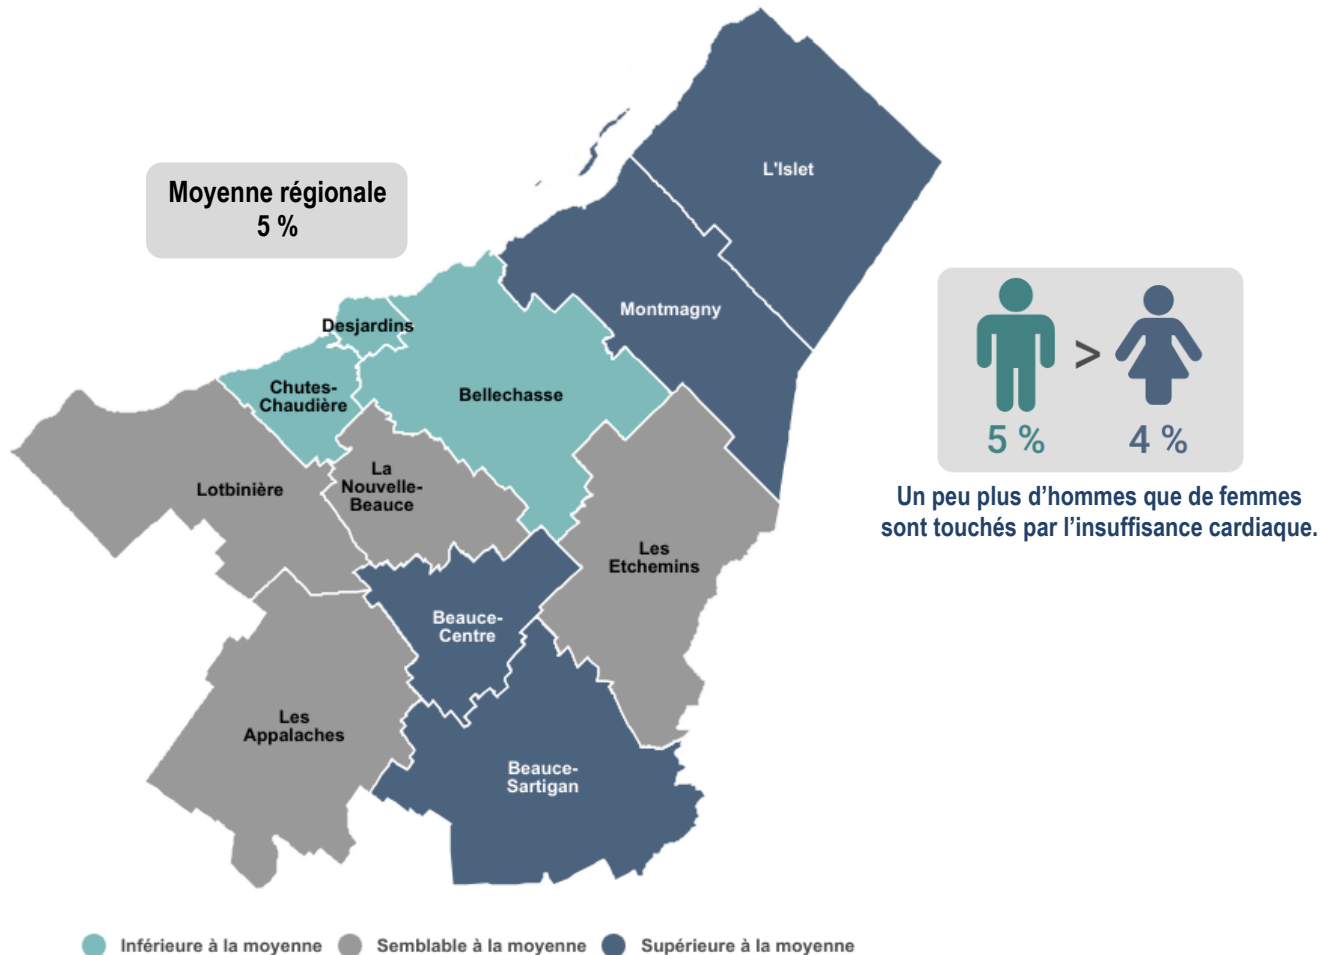 L'Islet
Moyenne régionale
5 %
Montmagny
Desjardins
Chutes-
Chaudière
Bellechasse
La
Nouvelle-
Beauce
Lotbinière
Les
Etchemins
Beauce-
Centre
Les
Appalaches
Beauce-
Sartigan
>
5 %
4 %
Un peu plus d’hommes que de femmes
sont touchés par l’insuffisance cardiaque.
Inférieure à la moyenne
Semblable à la moyenne
Supérieure à la moyenne